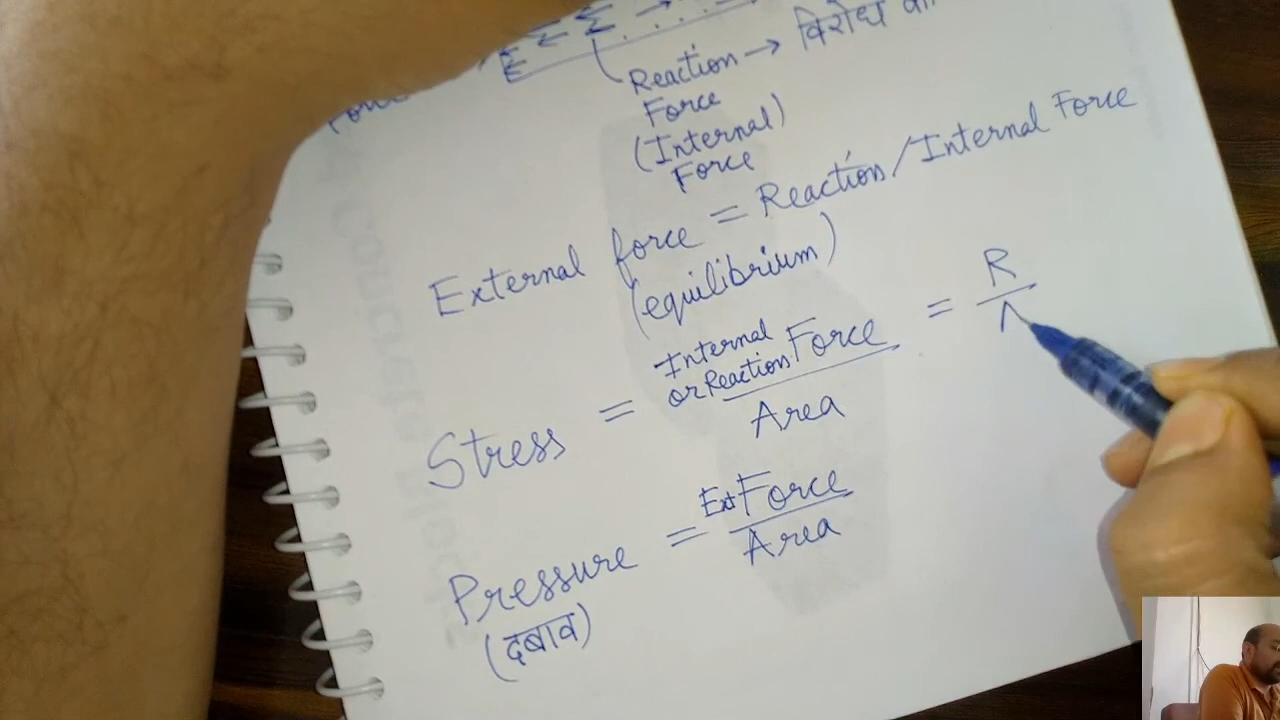 Reaction → विरोध
Force
(Internal)
Force
External force = Reaction/Internal Force
(equilibrium)
Internal
or Reaction Force
Area
= R
Stress =
Ext Force
Area
Pressure =
(दबाव)